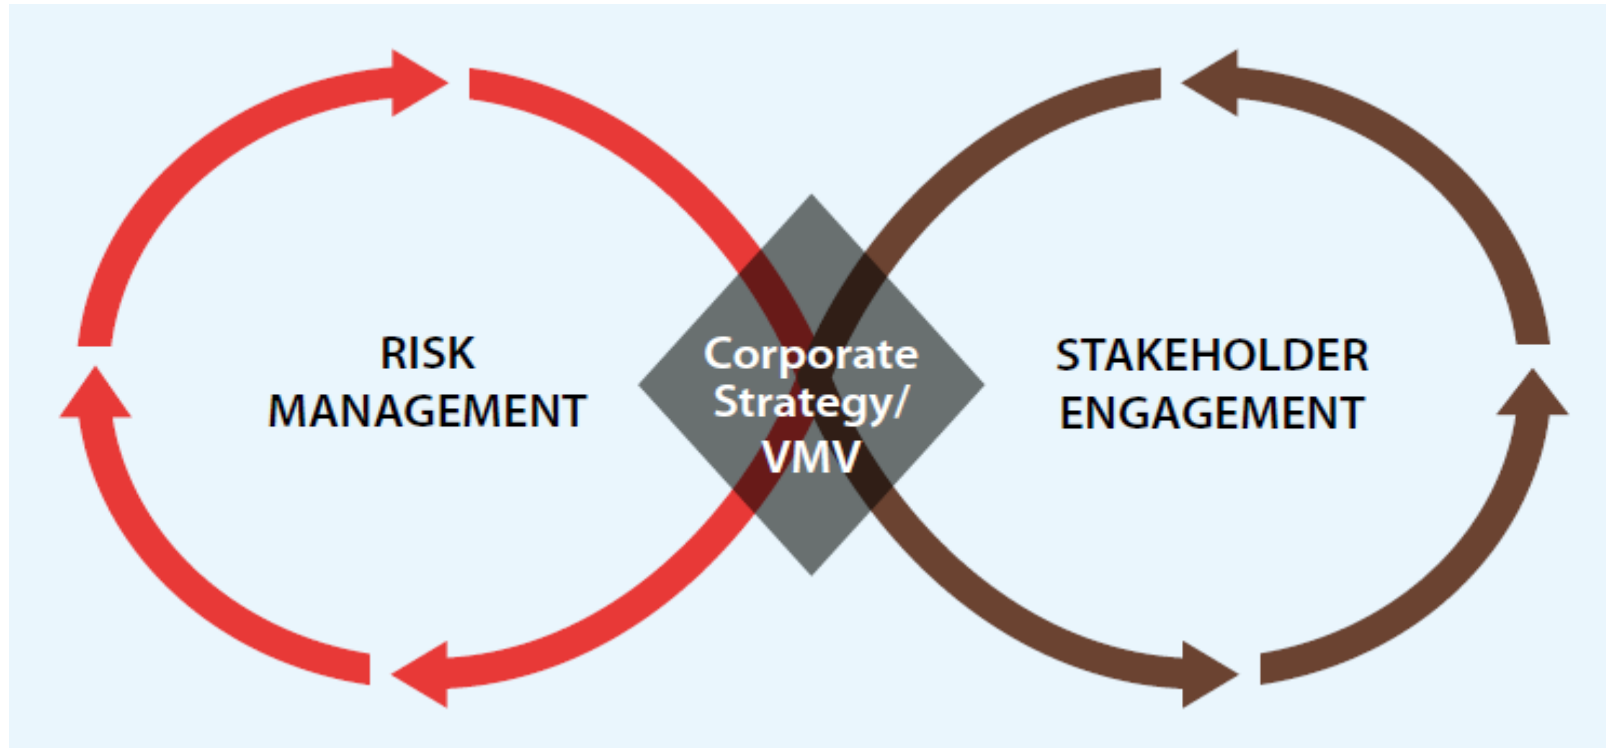 RISK
MANAGEMENT
Corporate
Strategy/
VMV
STAKEHOLDER
ENGAGEMENT